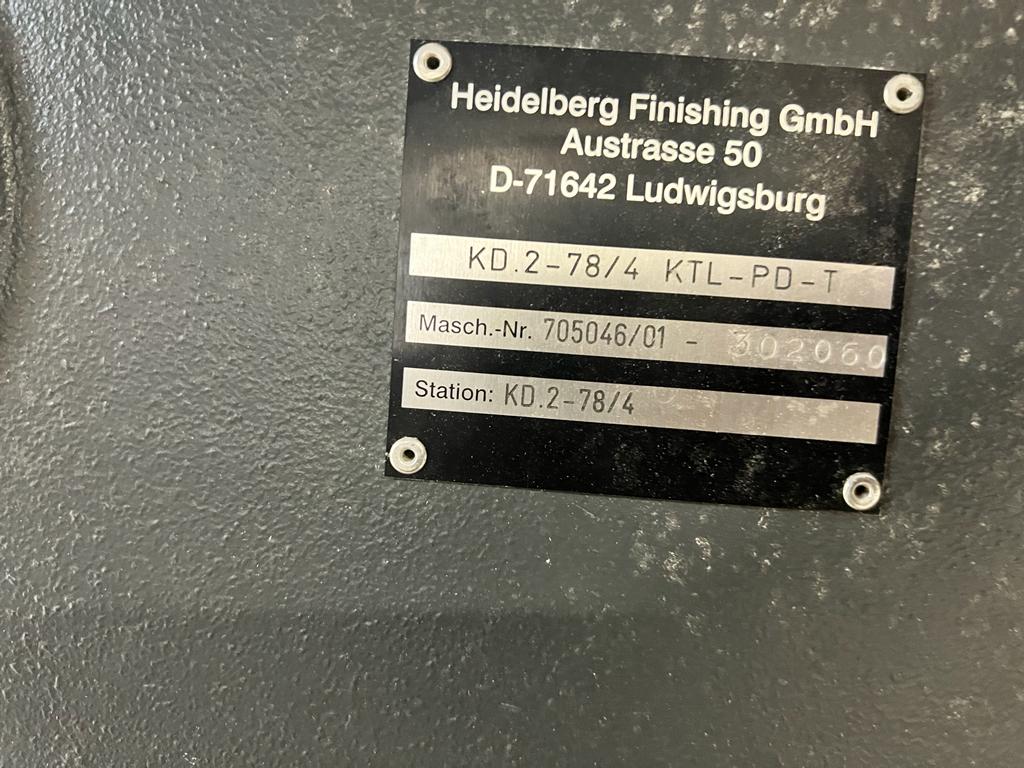 Heidelberg Finishing GmbH
Austrasse 50
D-71642 Ludwigsburg
KD.2-78/4 KTL-PD-T
Masch.-Nr. 705046/01 - 302060
Station: KD.2-78/4